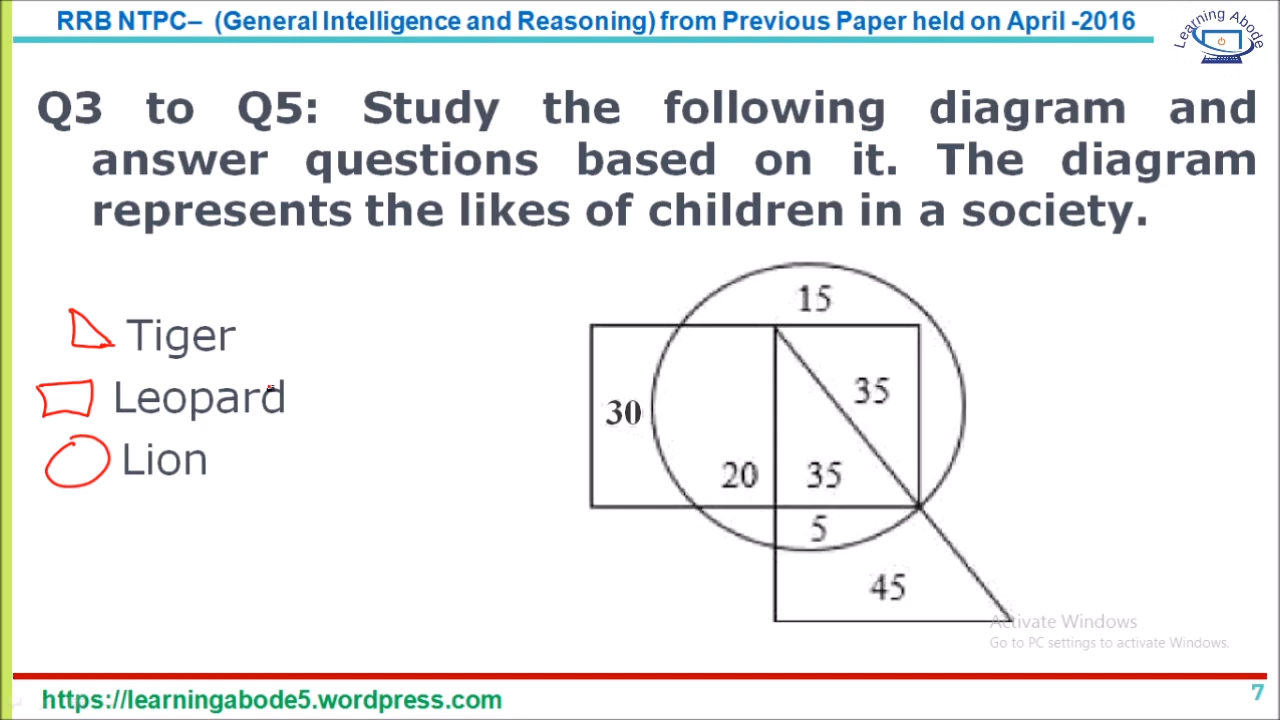 RRB NTPC– (General Intelligence and Reasoning) from Previous Paper held on April -2016
Learning Abode
Q3 to Q5: Study the following diagram and
answer questions based on it. The diagram
represents the likes of children in a society.
15
Tiger
35
Leopard
30
Lion
20 35
5
45
Activate Windows
Go to PC settings to activate Windows.
https://learningabode5.wordpress.com
7